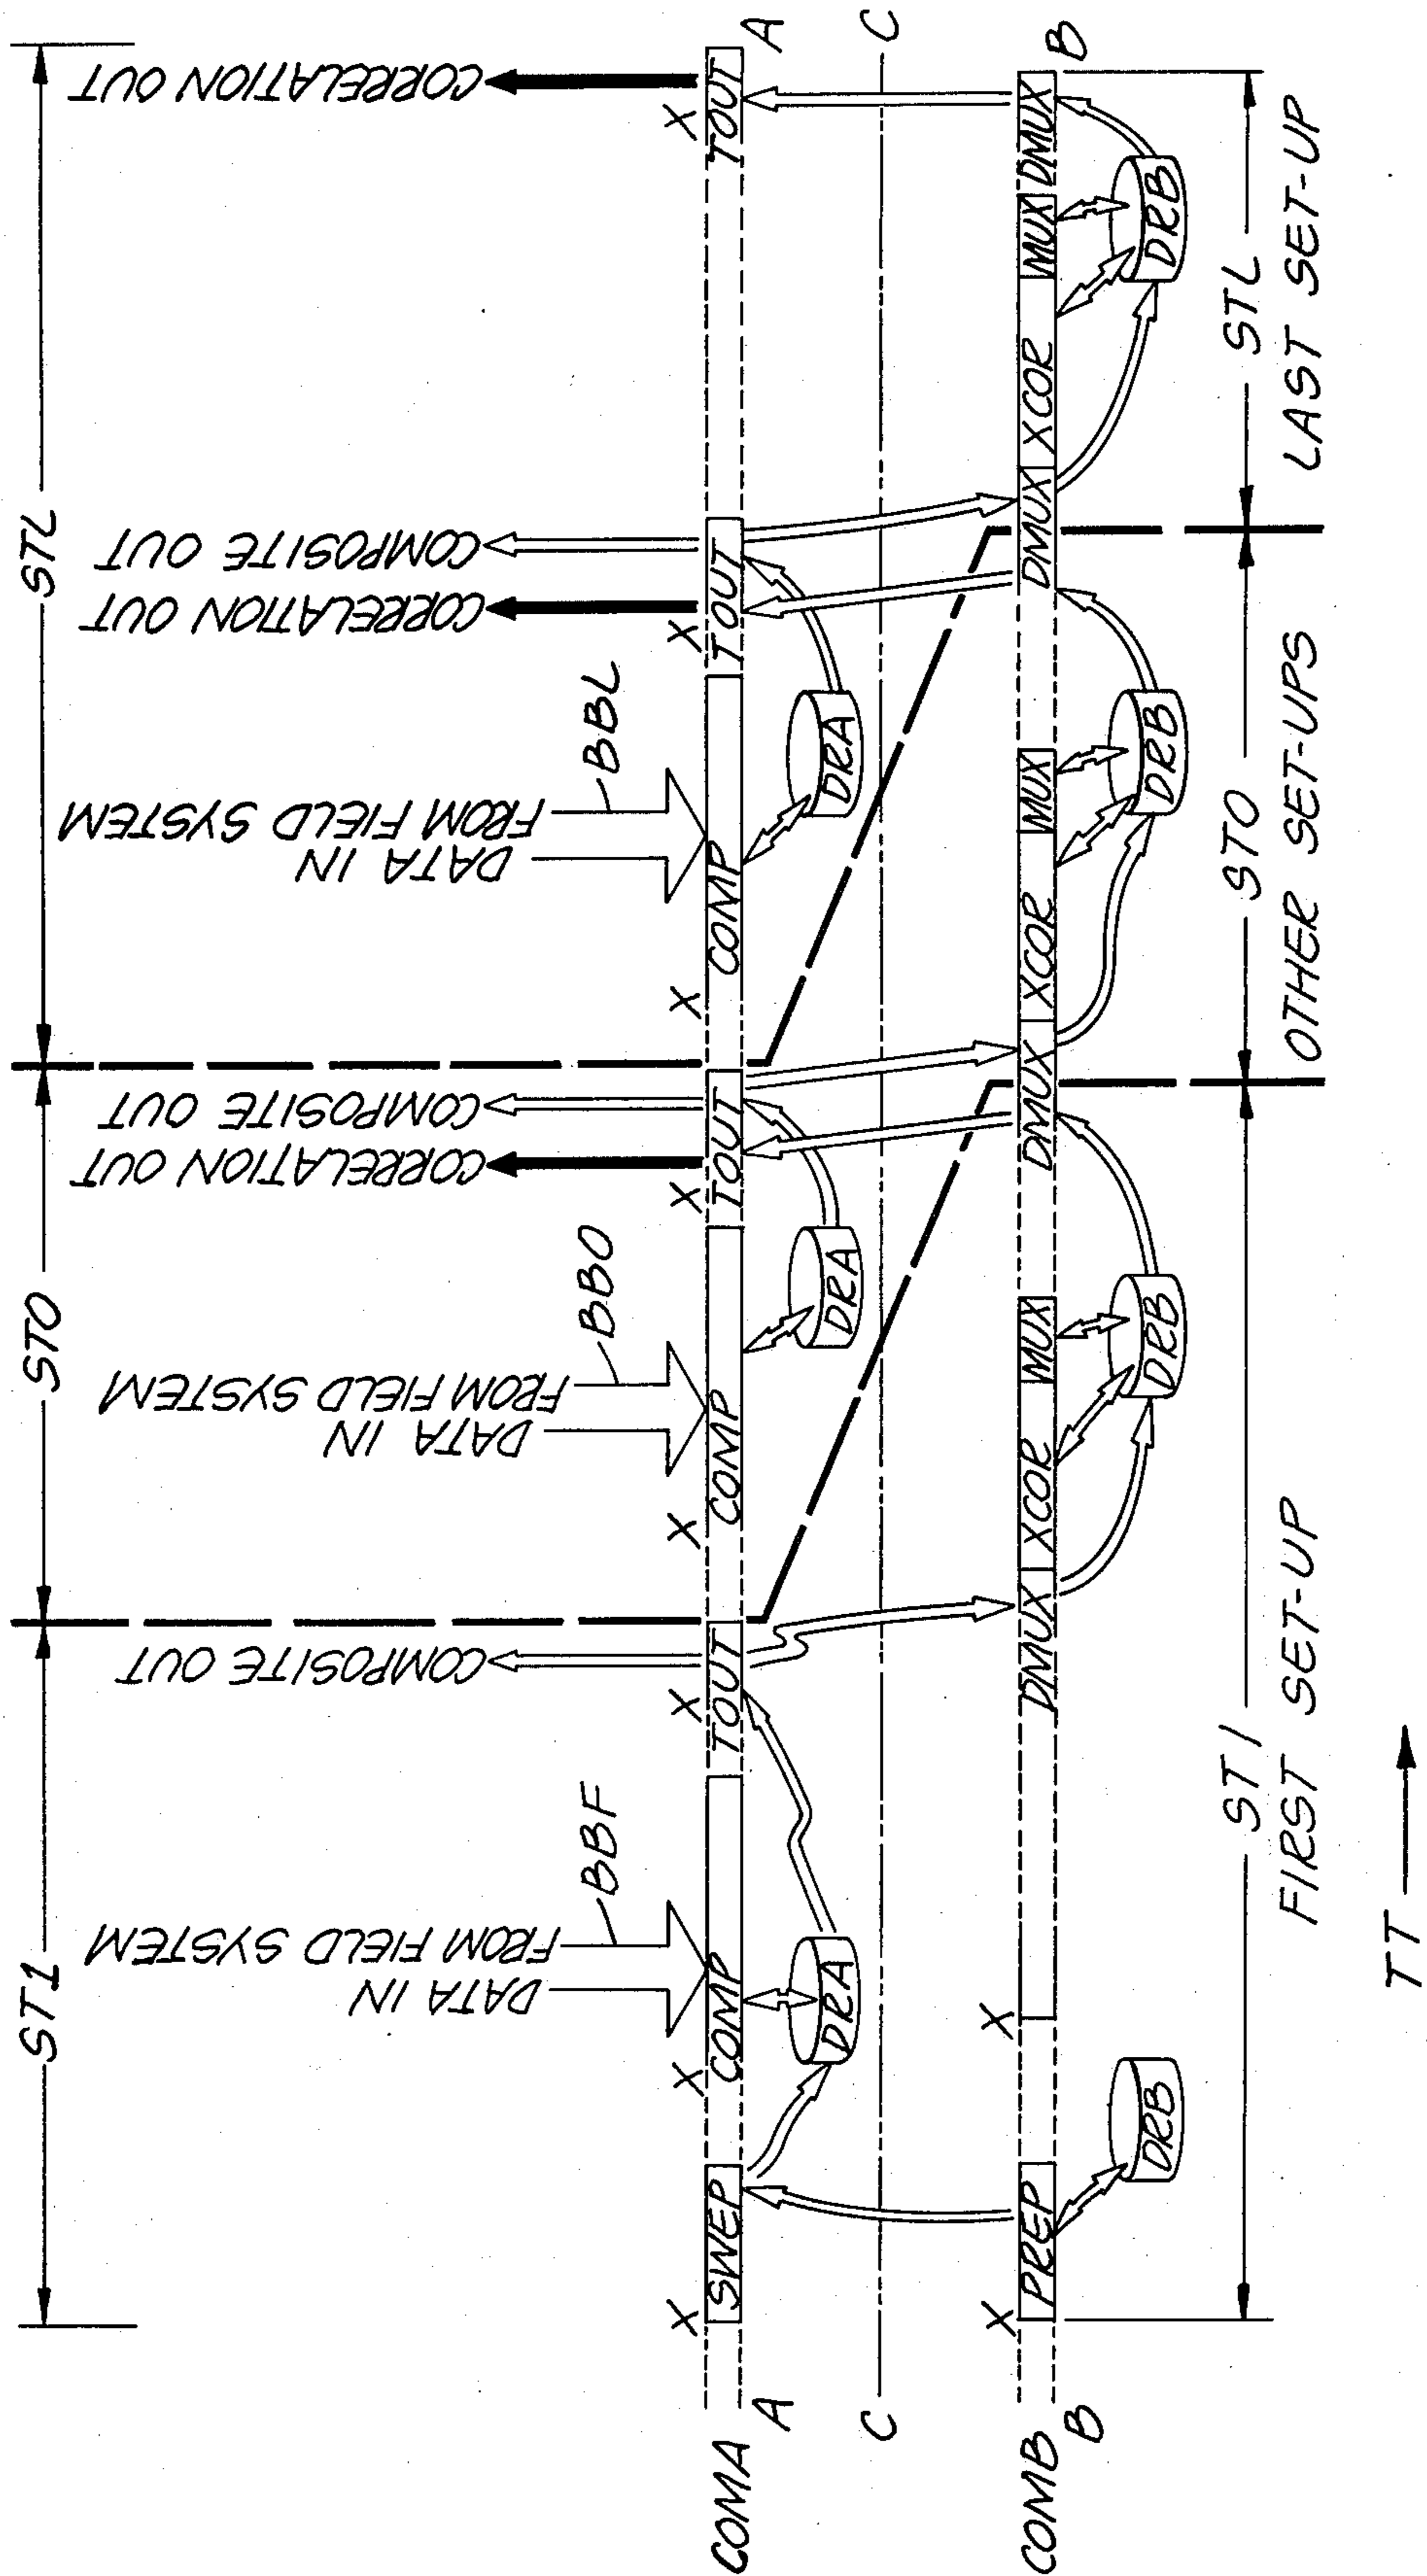 ST1
STO
STL
DATA IN
FROM FIELD SYSTEM
BBF
COMPOSITE OUT
DATA IN
FROM FIELD SYSTEM
BBO
CORRELATION OUT
COMPOSITE OUT
DATA IN
FROM FIELD SYSTEM
BBL
CORRELATION OUT
COMPOSITE OUT
CORRELATION OUT
X
X
X
X
X
X
X
X
COMA
SWEP
COMP
TOUT
COMP
TOUT
COMP
TOUT
TOUT
A
A
DRA
DRA
DRA
C
C
X
X
COMB
PREP
DMUX
XCOR
MUX
DMUX
XCOR
MUX
DMUX
XCOR
MUX
DMUX
B
B
DRB
DRB
DRB
DRB
ST1
FIRST SET-UP
STO
OTHER SET-UPS
STL
LAST SET-UP
TT